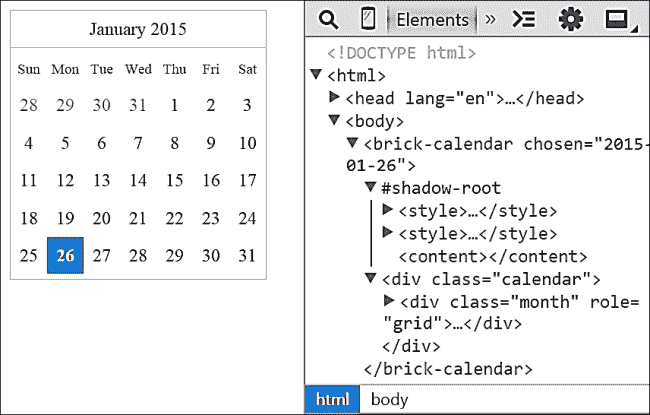 January 2015
Sun Mon Tue Wed Thu Fri Sat
28 29 30 31 1 2 3
4 5 6 7 8 9 10
11 12 13 14 15 16 17
18 19 20 21 22 23 24
25 26 27 28 29 30 31
Elements »
<!DOCTYPE html>
<html>
<head lang="en">…</head>
<body>
<brick-calendar chosen="2015-
01-26">
#shadow-root
<style>…</style>
<style>…</style>
<content></content>
<div class="calendar">
<div class="month" role=
"grid">…</div>
</div>
</brick-calendar>
html body